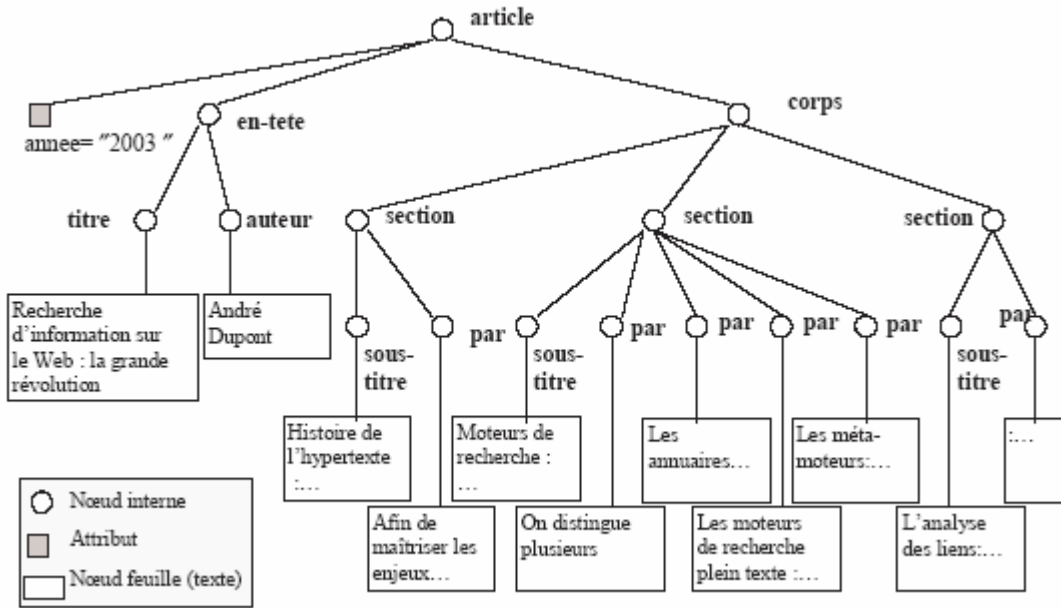 article
corps
en-tete
annee= "2003 "
titre
auteur
section
section
section
Recherche
d'information sur
le Web : la grande
révolution
André
Dupont
sous-
titre
par
sous-
titre
par
par
par
par
sous-
titre
par
Histoire de
l'hypertexte
:…
Moteurs de
recherche :
…
Les
annuaires…
Les méta-
moteurs:…
:…
Afin de
maîtriser les
enjeux…
On distingue
plusieurs
Les moteurs
de recherche
plein texte :…
L'analyse
des liens:…
Nœud interne
Attribut
Nœud feuille (texte)